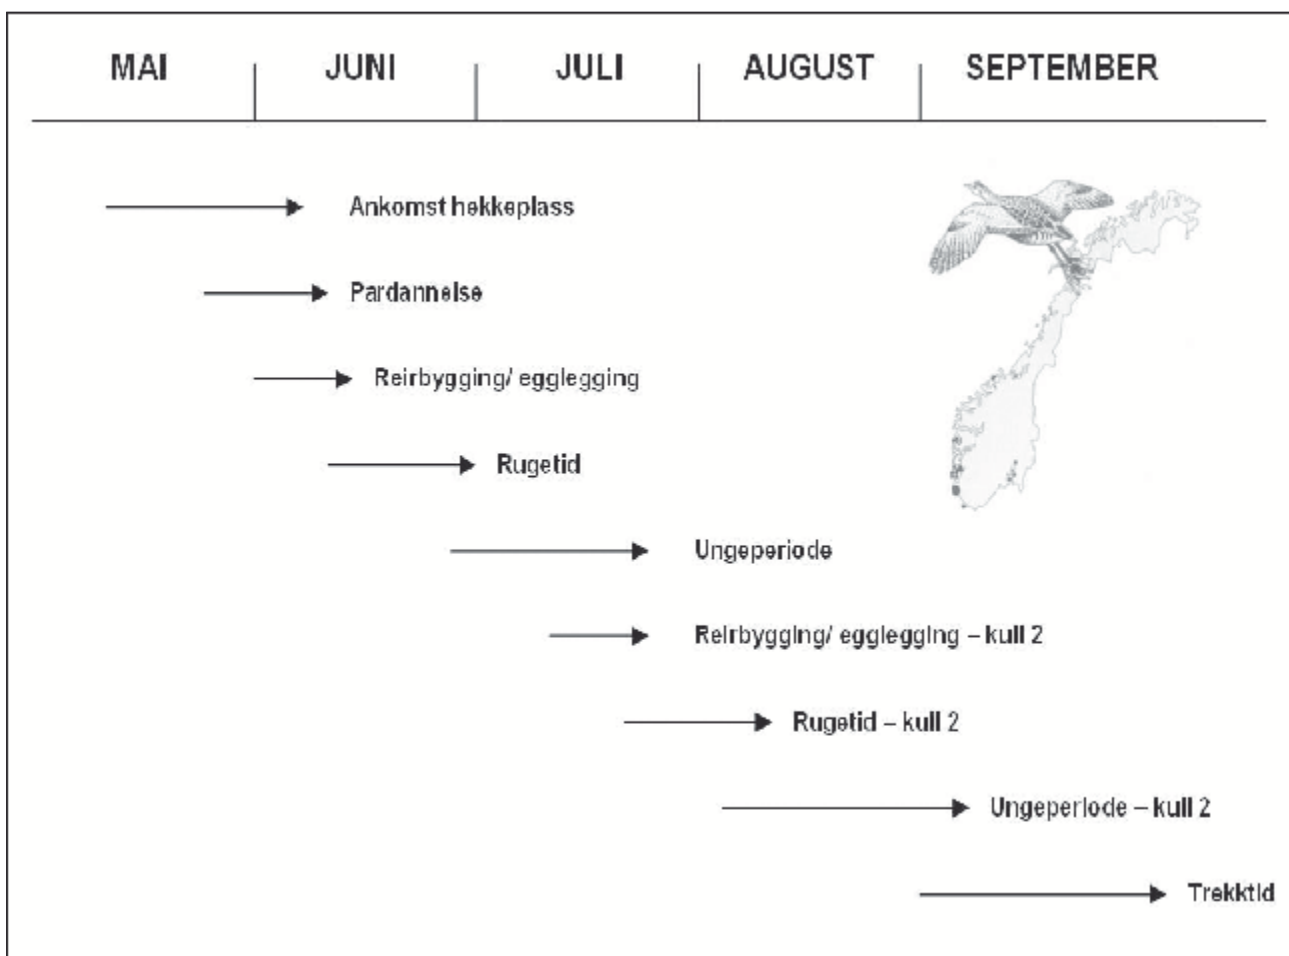 MAI JUNI JULI AUGUST SEPTEMBER
Ankomst hekkeplass
Pardannelse
Reirbygging/ egglegging
Rugetid
Ungeperiode
Reirbygging/ egglegging – kull 2
Rugetid – kull 2
Ungeperiode – kull 2
Trekktid